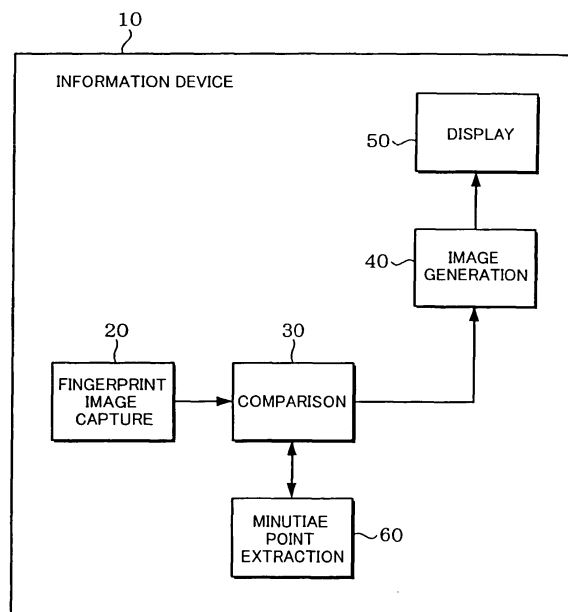 10
INFORMATION DEVICE
50
DISPLAY
40
IMAGE
GENERATION
20
30
FINGERPRINT
IMAGE
CAPTURE
COMPARISON
MINUTIAE
POINT
EXTRACTION
60